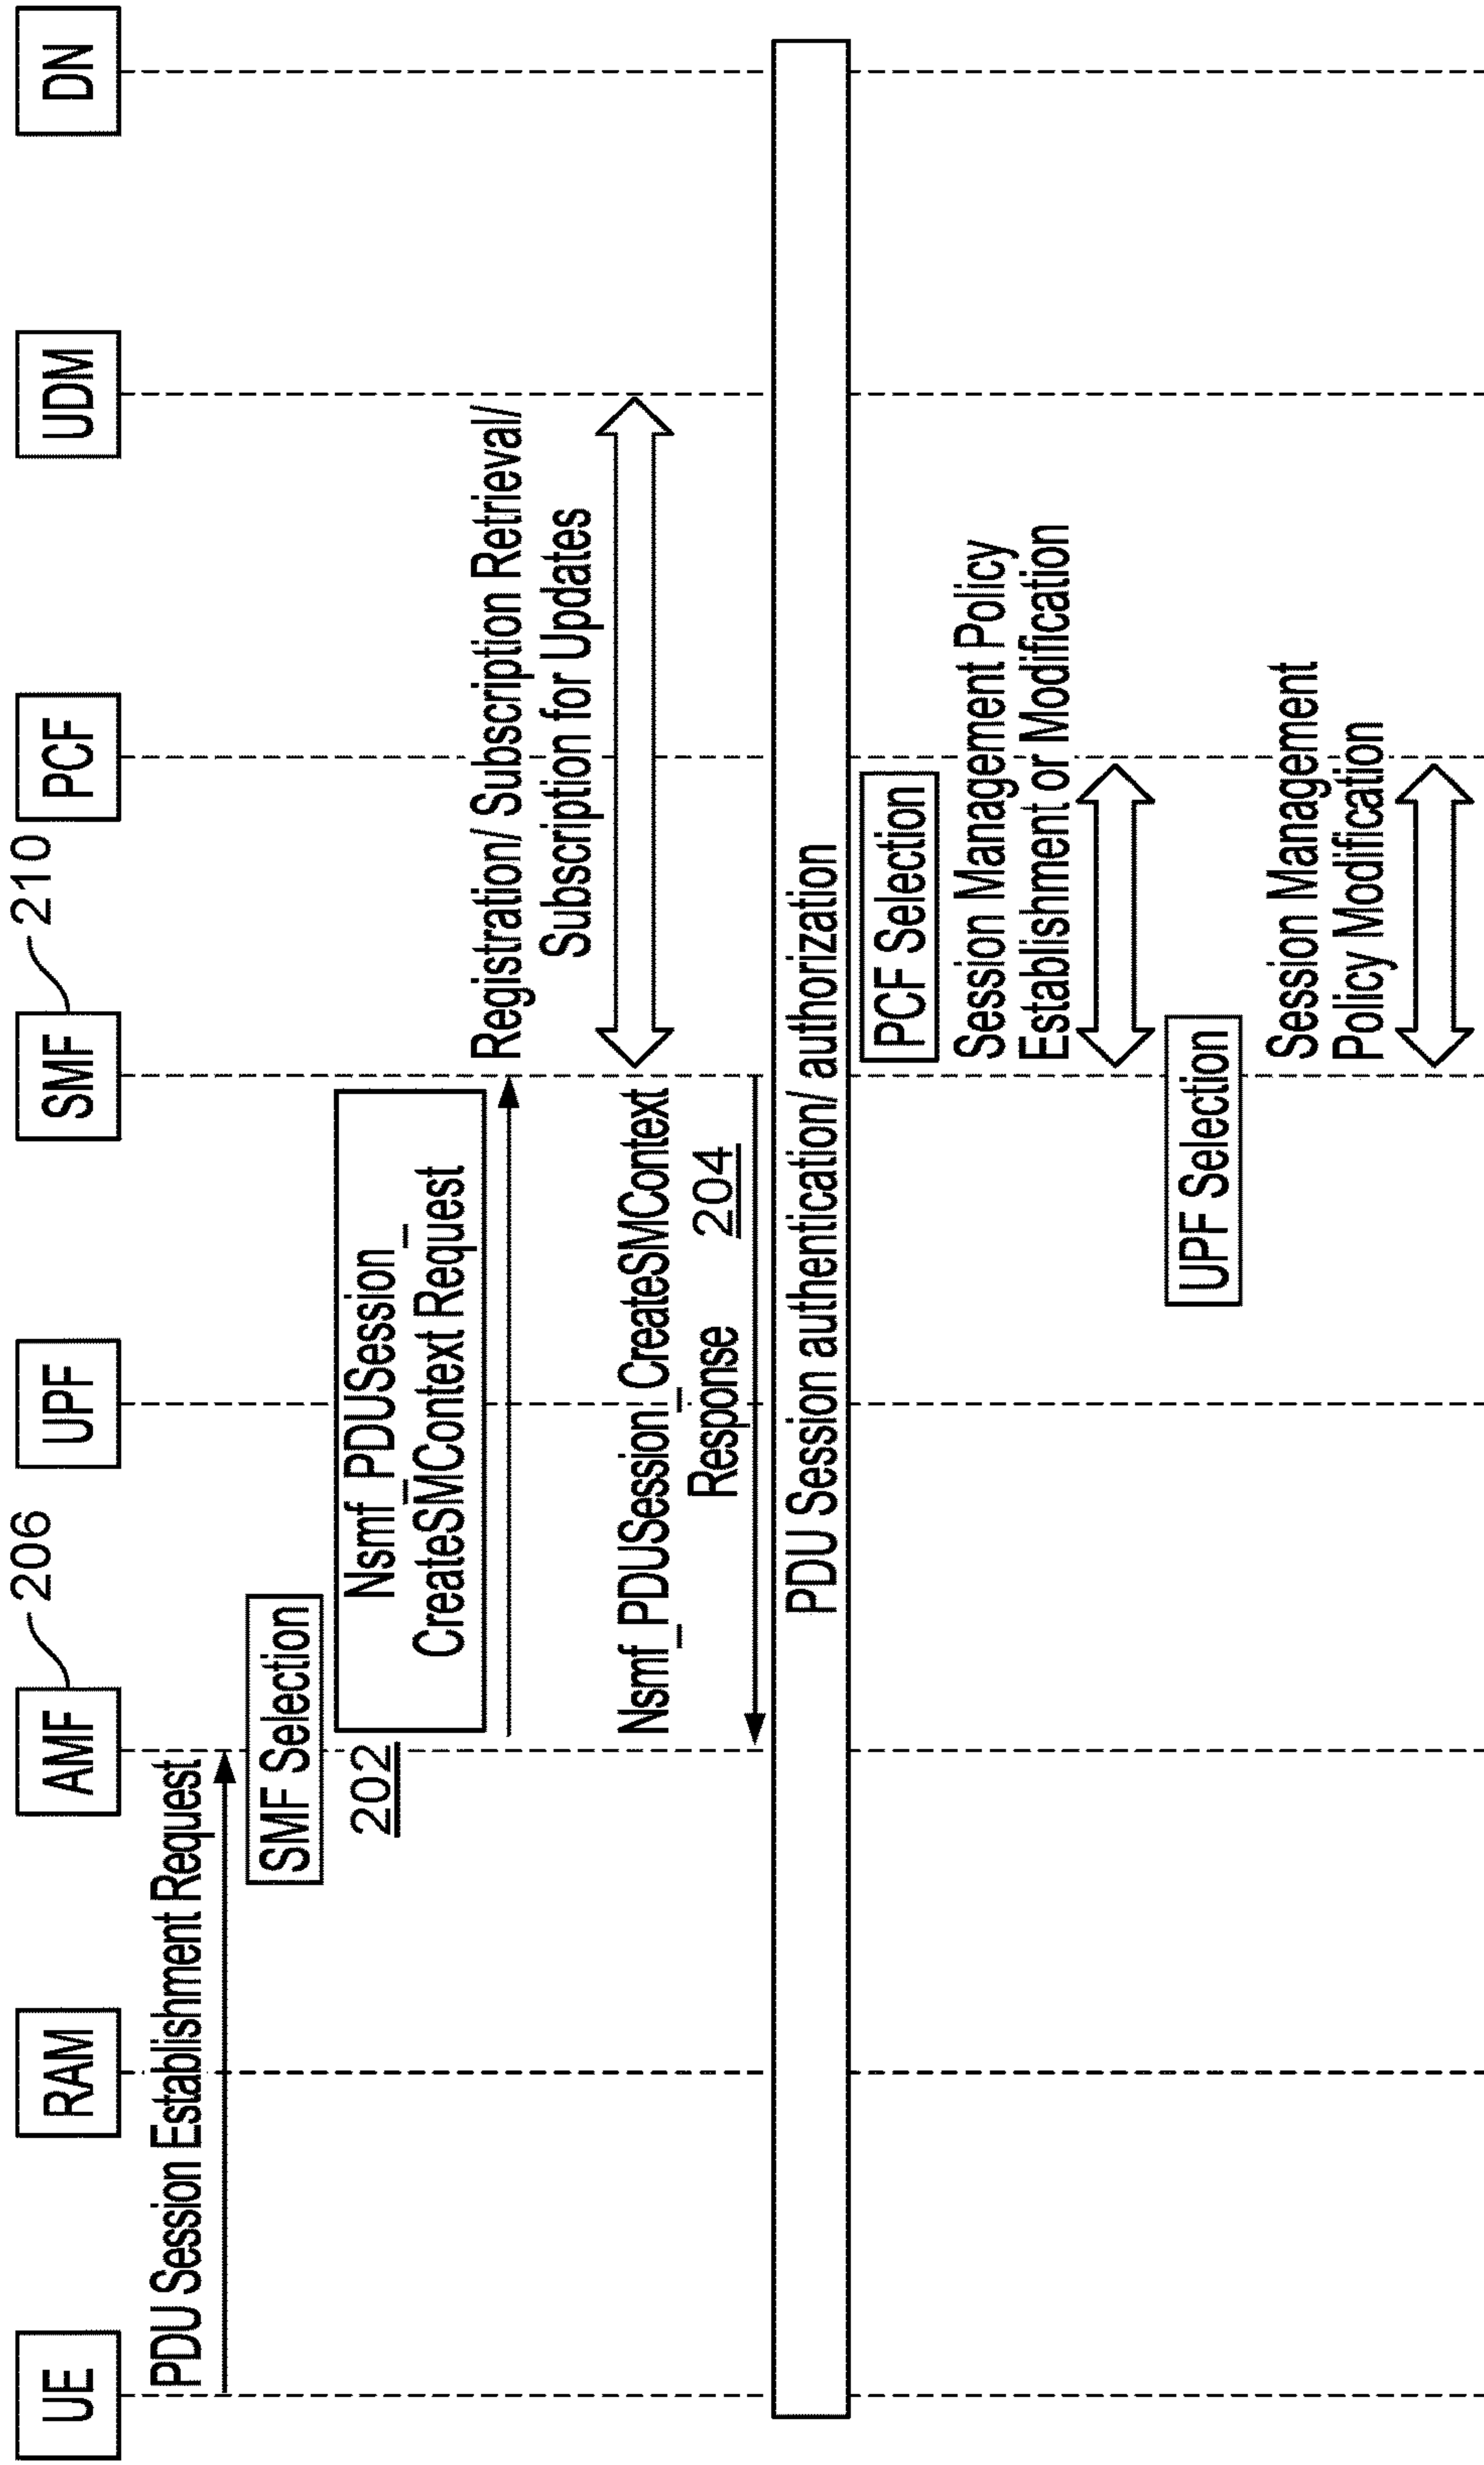 UE
RAM
AMF
206
UPF
SMF
210
PCF
UDM
DN
PDU Session Establishment Request
SMF Selection
202
Nsmf_PDUSession_
CreateSMContext Request
Registration/ Subscription Retrieval/
Subscription for Updates
Nsmf_PDUSession_CreateSMContext
Response
204
PDU Session authentication/ authorization
PCF Selection
Session Management Policy
Establishment or Modification
UPF Selection
Session Management
Policy Modification